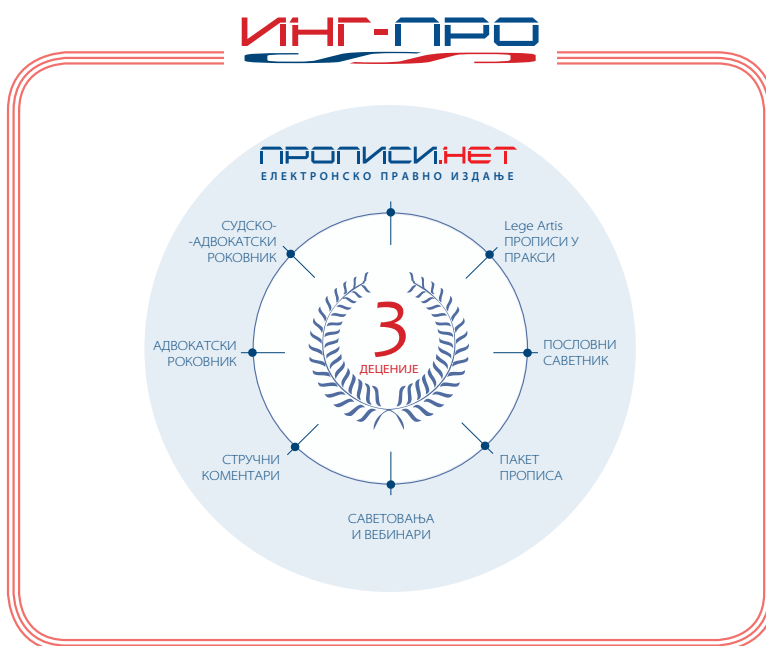 ИНГ-ПРО
ПРОПИСИ.НЕТ
ЕЛЕКТРОНСКО ПРАВНО ИЗДАЊЕ
СУДСКО-
-АДВОКАТСКИ
РОКОВНИК
Lege Artis
ПРОПИСИ У
ПРАКСИ
3
ДЕЦЕНИЈЕ
АДВОКАТСКИ
РОКОВНИК
ПОСЛОВНИ
САВЕТНИК
СТРУЧНИ
КОМЕНТАРИ
ПАКЕТ
ПРОПИСА
САВЕТОВАЊА
И ВЕБИНАРИ